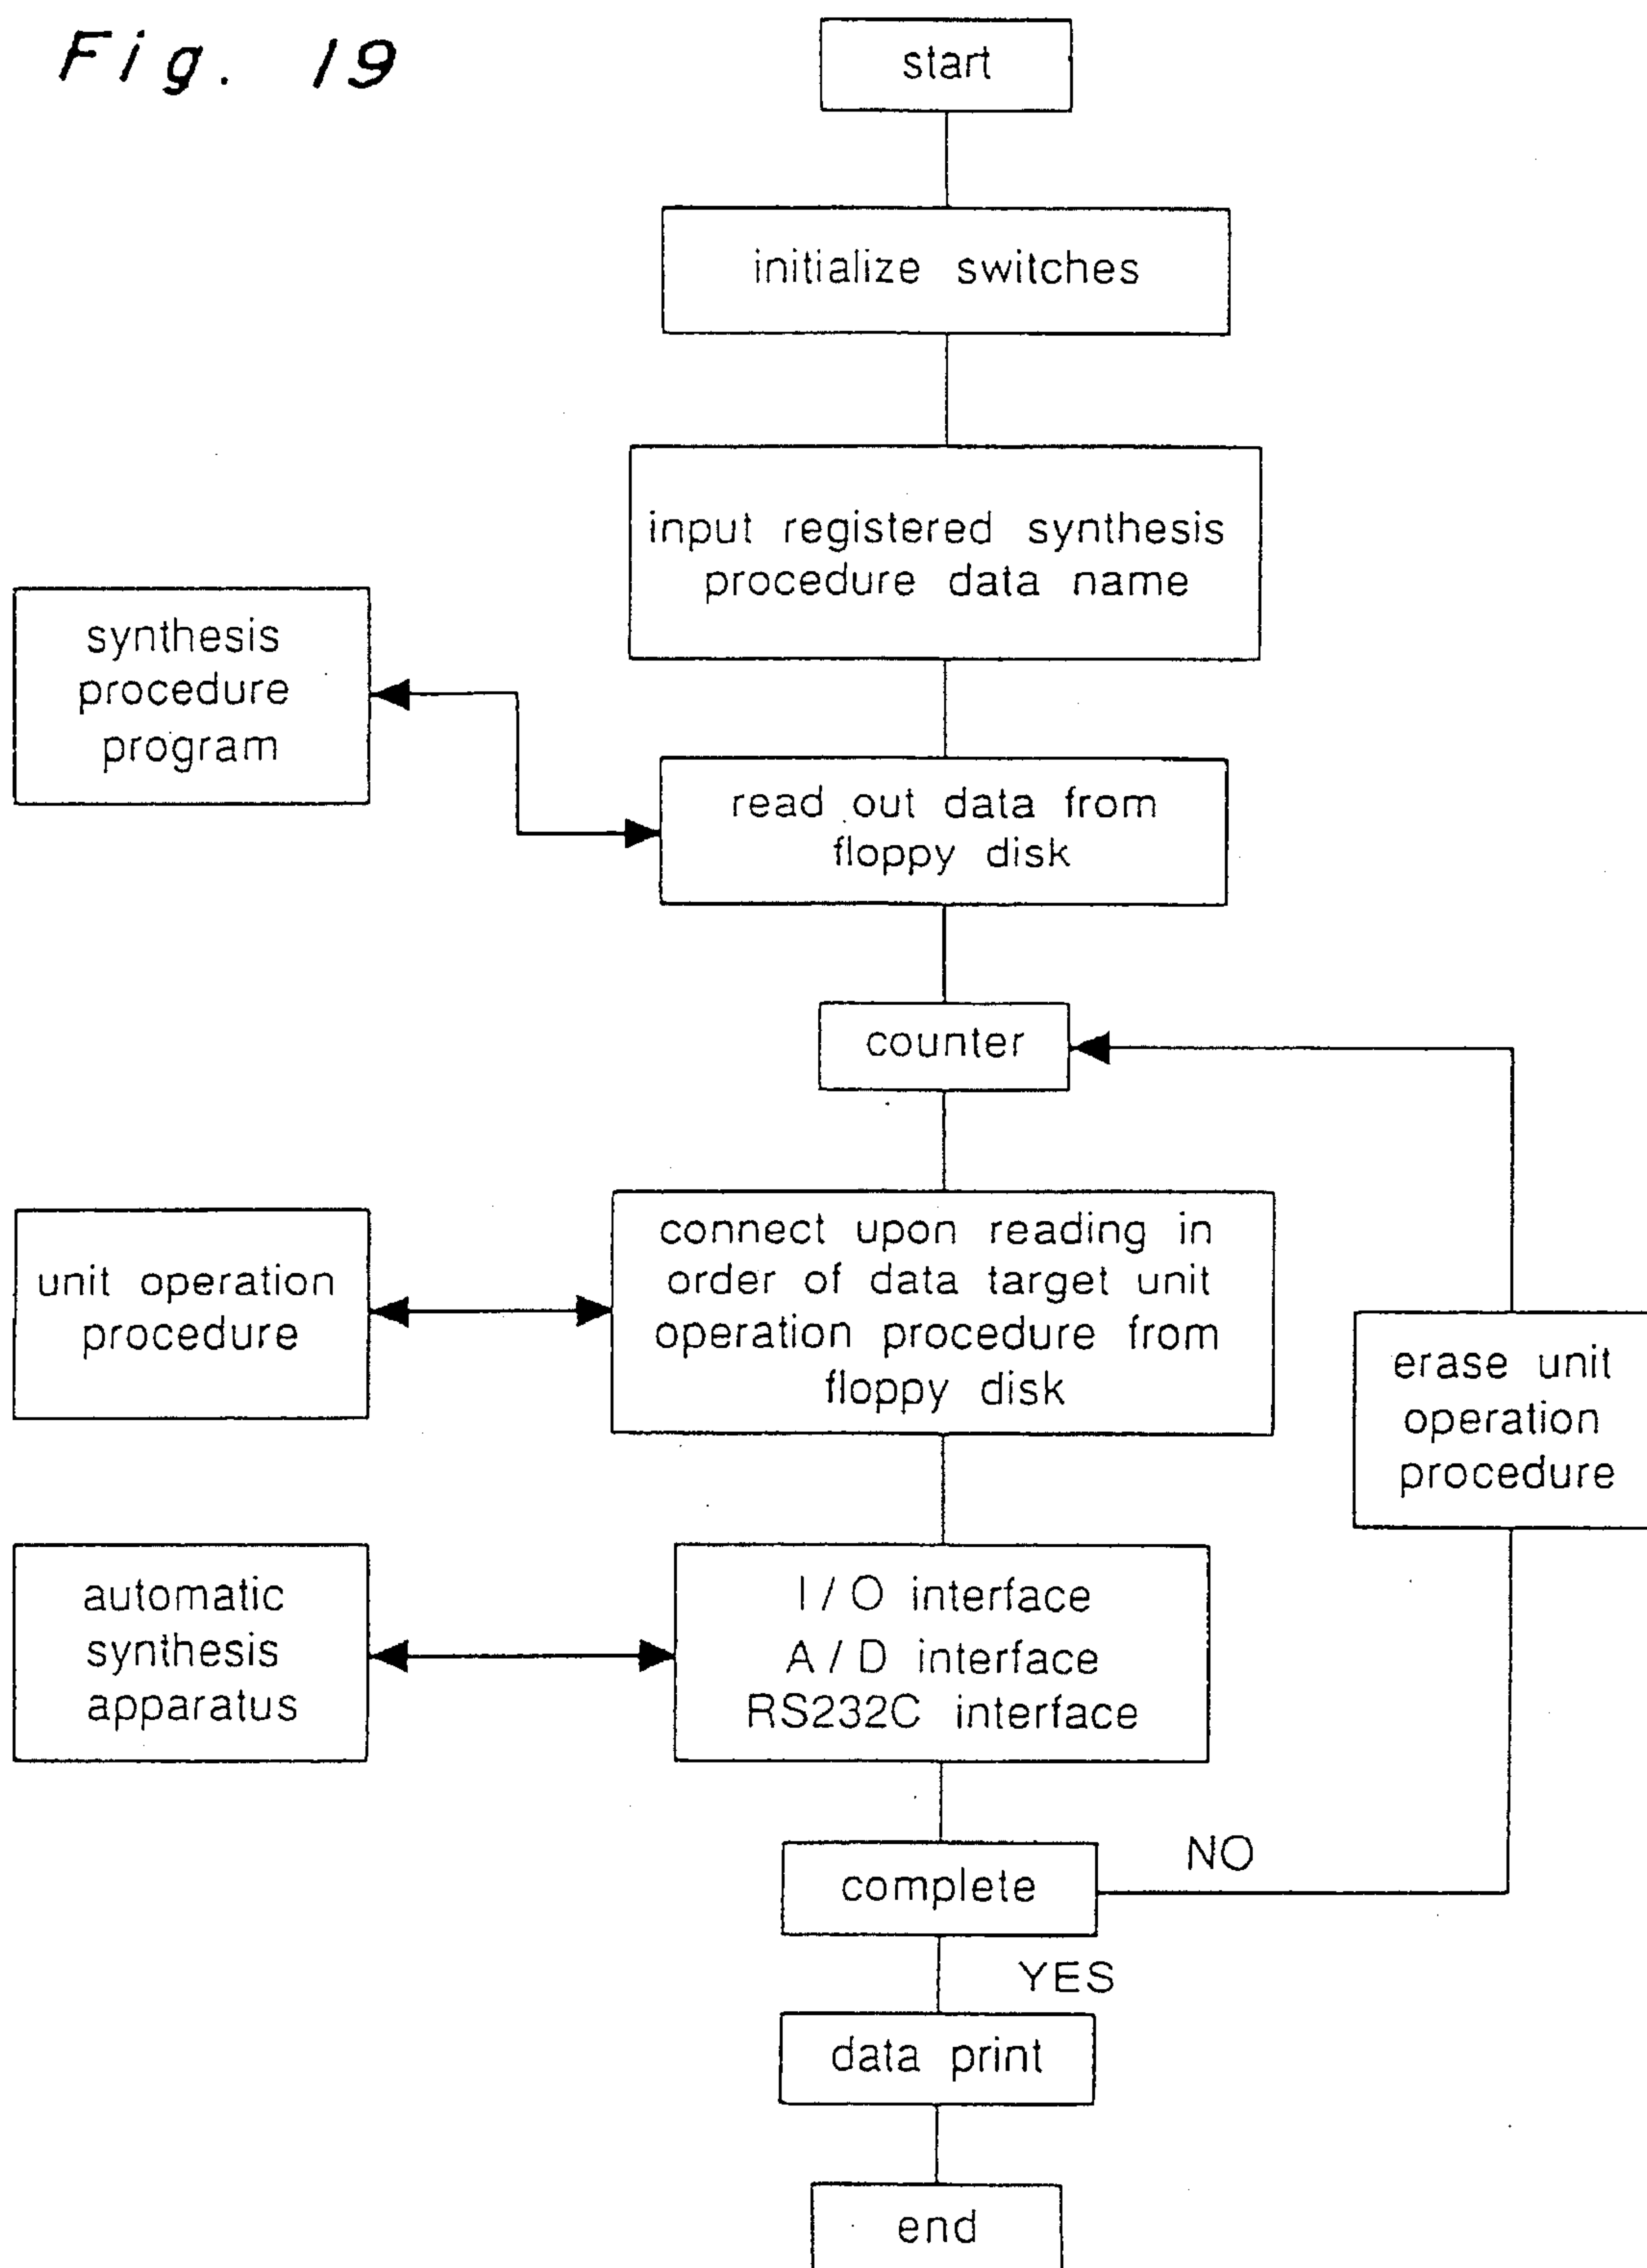 Fig. 19
start
initialize switches
input registered synthesis
procedure data name
synthesis
procedure
program
read out data from
floppy disk
counter
connect upon reading in
order of data target unit
operation procedure from
floppy disk
unit operation
procedure
erase unit
operation
procedure
automatic
synthesis
apparatus
I / O interface
A / D interface
RS232C interface
complete
NO
YES
data print
end